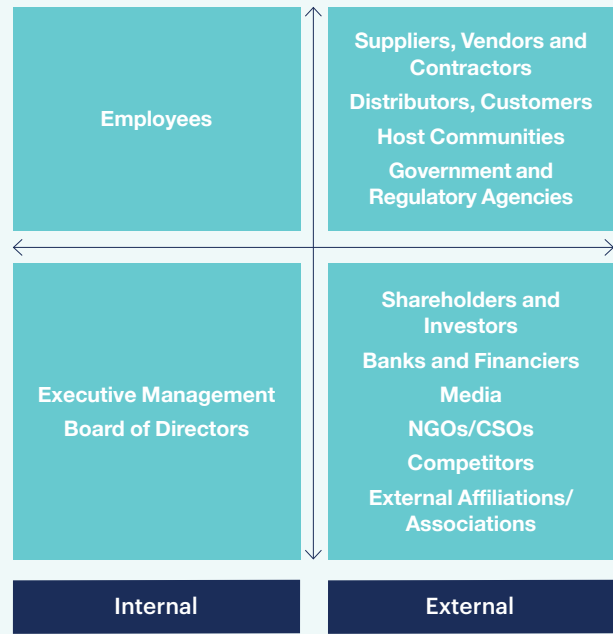 Employees
Suppliers, Vendors and
Contractors
Distributors, Customers
Host Communities
Government and
Regulatory Agencies
Executive Management
Board of Directors
Shareholders and
Investors
Banks and Financiers
Media
NGOs/CSOs
Competitors
External Affiliations/
Associations
Internal
External